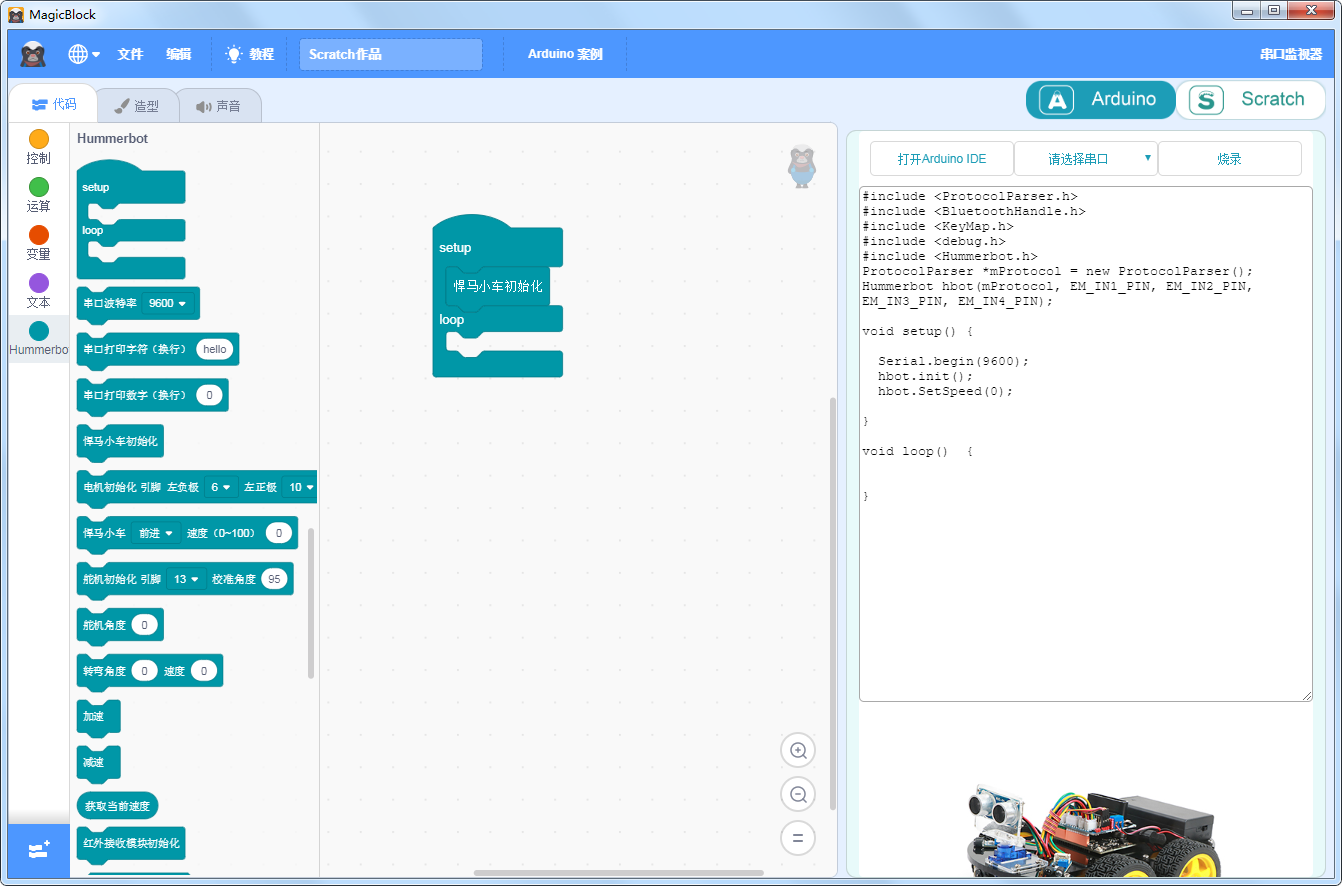 MagicBlock
文件 编辑 教程 Scratch作品 Arduino 案例 串口监视器
代码 造型 声音
Arduino Scratch
控制
运算
变量
文本
Hummerbo
Hummerbot
setup
loop
串口波特率 9600
串口打印字符（换行） hello
串口打印数字（换行） 0
悍马小车初始化
电机初始化 引脚 左负极 6 左正极 10
悍马小车 前进 速度（0~100） 0
舵机初始化 引脚 13 校准角度 95
舵机角度 0
转弯角度 0 速度 0
加速
减速
获取当前速度
红外接收模块初始化
setup
悍马小车初始化
loop
打开Arduino IDE 请选择串口 烧录
#include <ProtocolParser.h>
#include <BluetoothHandle.h>
#include <KeyMap.h>
#include <debug.h>
#include <Hummerbot.h>
ProtocolParser *mProtocol = new ProtocolParser();
Hummerbot hbot(mProtocol, EM_IN1_PIN, EM_IN2_PIN,
EM_IN3_PIN, EM_IN4_PIN);
void setup() {
Serial.begin(9600);
hbot.init();
hbot.SetSpeed(0);
}
void loop() {
}